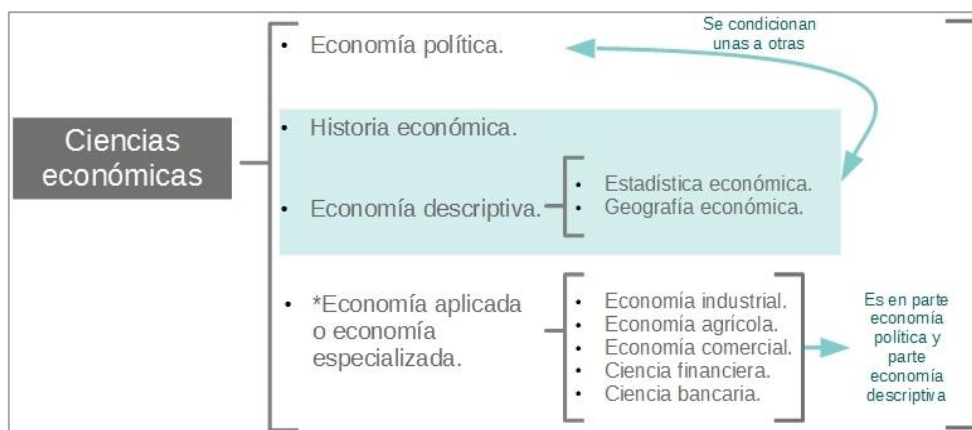 Se condicionan
unas a otras
• Economía política.
Ciencias
económicas
• Historia económica.
• Economía descriptiva.
• Estadística económica.
• Geografía económica.
• *Economía aplicada
o economía
especializada.
• Economía industrial.
• Economía agrícola.
• Economía comercial.
• Ciencia financiera.
• Ciencia bancaria.
Es en parte
economía
política y
parte
economía
descriptiva